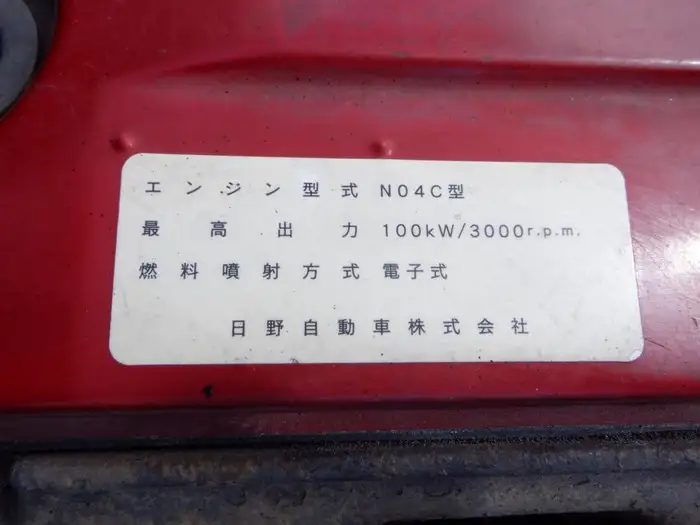 エンジン型式 N04C型
最高出力 100kW/3000r.p.m.
燃料噴射方式 電子式
日野自動車株式会社